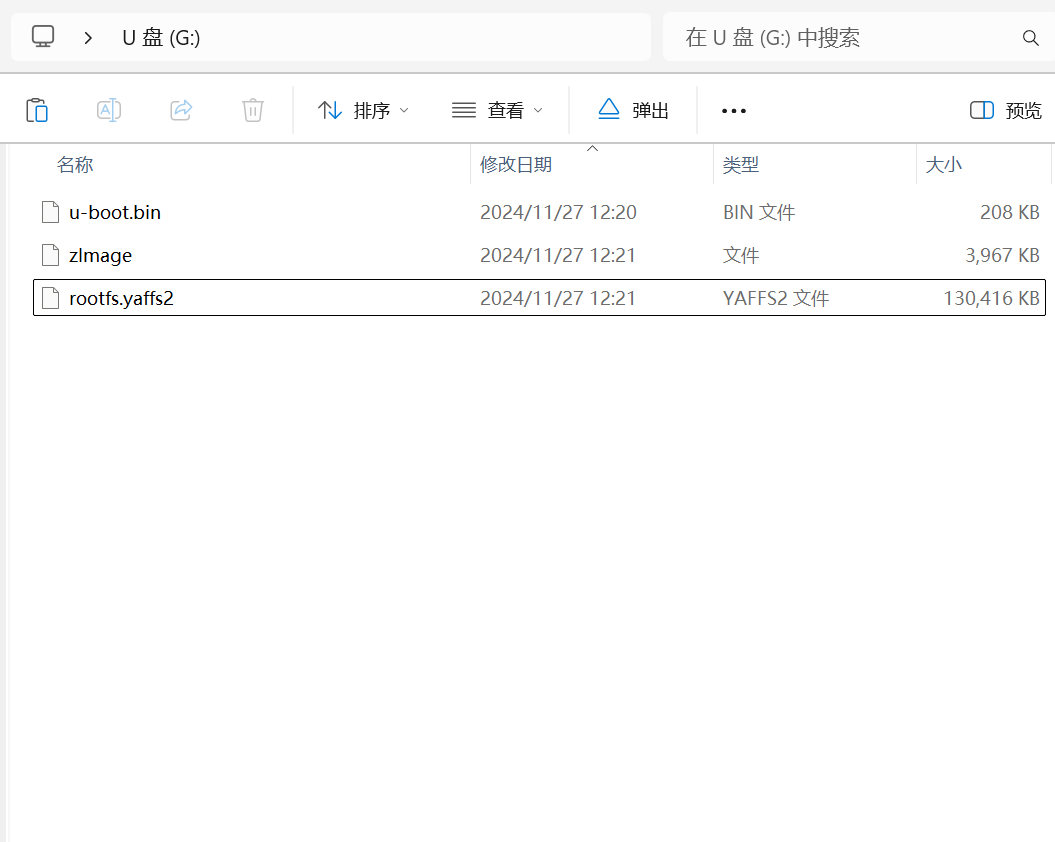 U 盘 (G:) 在 U 盘 (G:) 中搜索
排序 查看 弹出 预览
名称 修改日期 类型 大小
u-boot.bin 2024/11/27 12:20 BIN 文件 208 KB
zImage 2024/11/27 12:21 文件 3,967 KB
rootfs.yaffs2 2024/11/27 12:21 YAFFS2 文件 130,416 KB